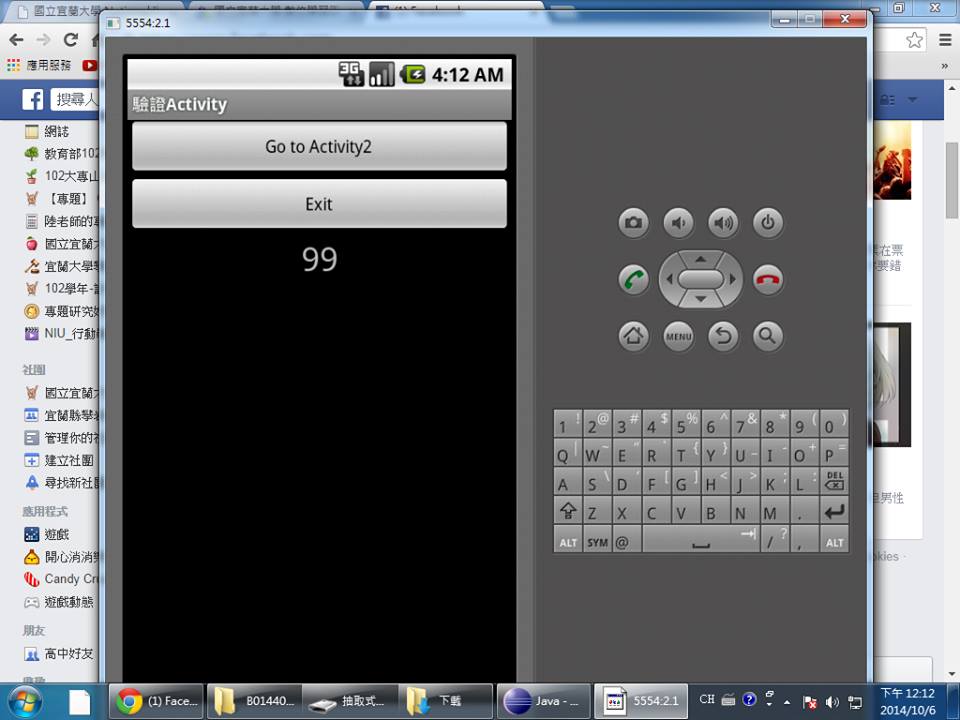 5554:2.1
應用服務
搜尋人
4:12 AM
驗證Activity
Go to Activity2
Exit
99
網誌
教育部102
102大專山
【專題】
陸老師的專
國立宜蘭大
宜蘭大學
102學年-
專題研究
NIU_行動
社團
國立宜蘭大
宜蘭縣學
管理你的社
建立社團
尋找新社團
應用程式
遊戲
開心消消樂
Candy Cru
遊戲動態
朋友
高中好友
3G
MENU
1 ! 2 @ 3 # 4 $ 5 % 6 ^ 7 & 8 * 9 ( 0 )
Q | W ~ E " R ` T { Y } U _ I - O + P =
A S \ D ' F [ G ] H < J > K ; L : DEL
Z X C V B N M .
ALT SYM @ / ? , ALT
在票
要錯
男性
okies ·
(1) Face...
B01440...
抽取式...
下載
Java - ...
5554:2.1
CH
下午 12:12
2014/10/6